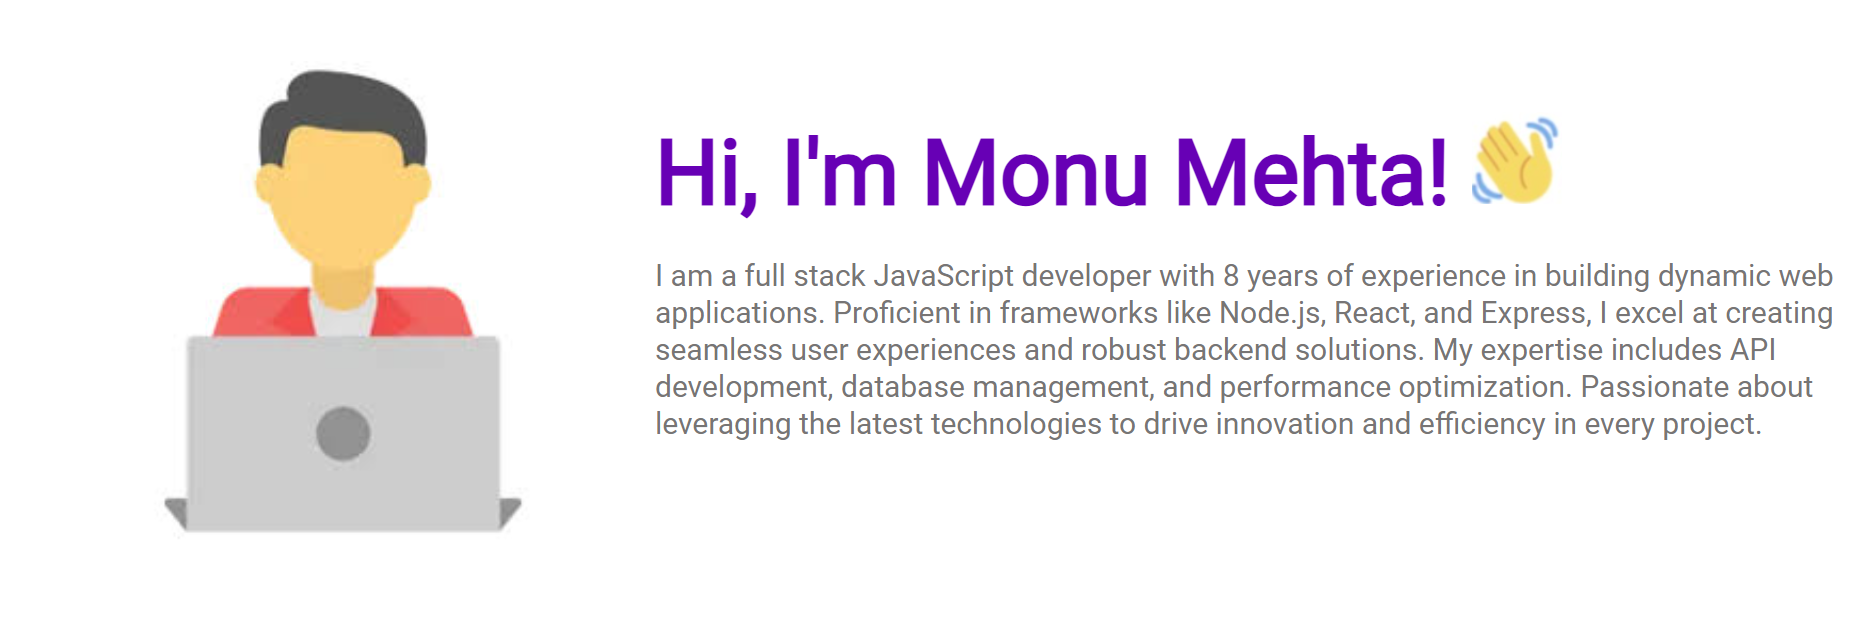 Hi, I'm Monu Mehta! 👋
I am a full stack JavaScript developer with 8 years of experience in building dynamic web
applications. Proficient in frameworks like Node.js, React, and Express, I excel at creating
seamless user experiences and robust backend solutions. My expertise includes API
development, database management, and performance optimization. Passionate about
leveraging the latest technologies to drive innovation and efficiency in every project.